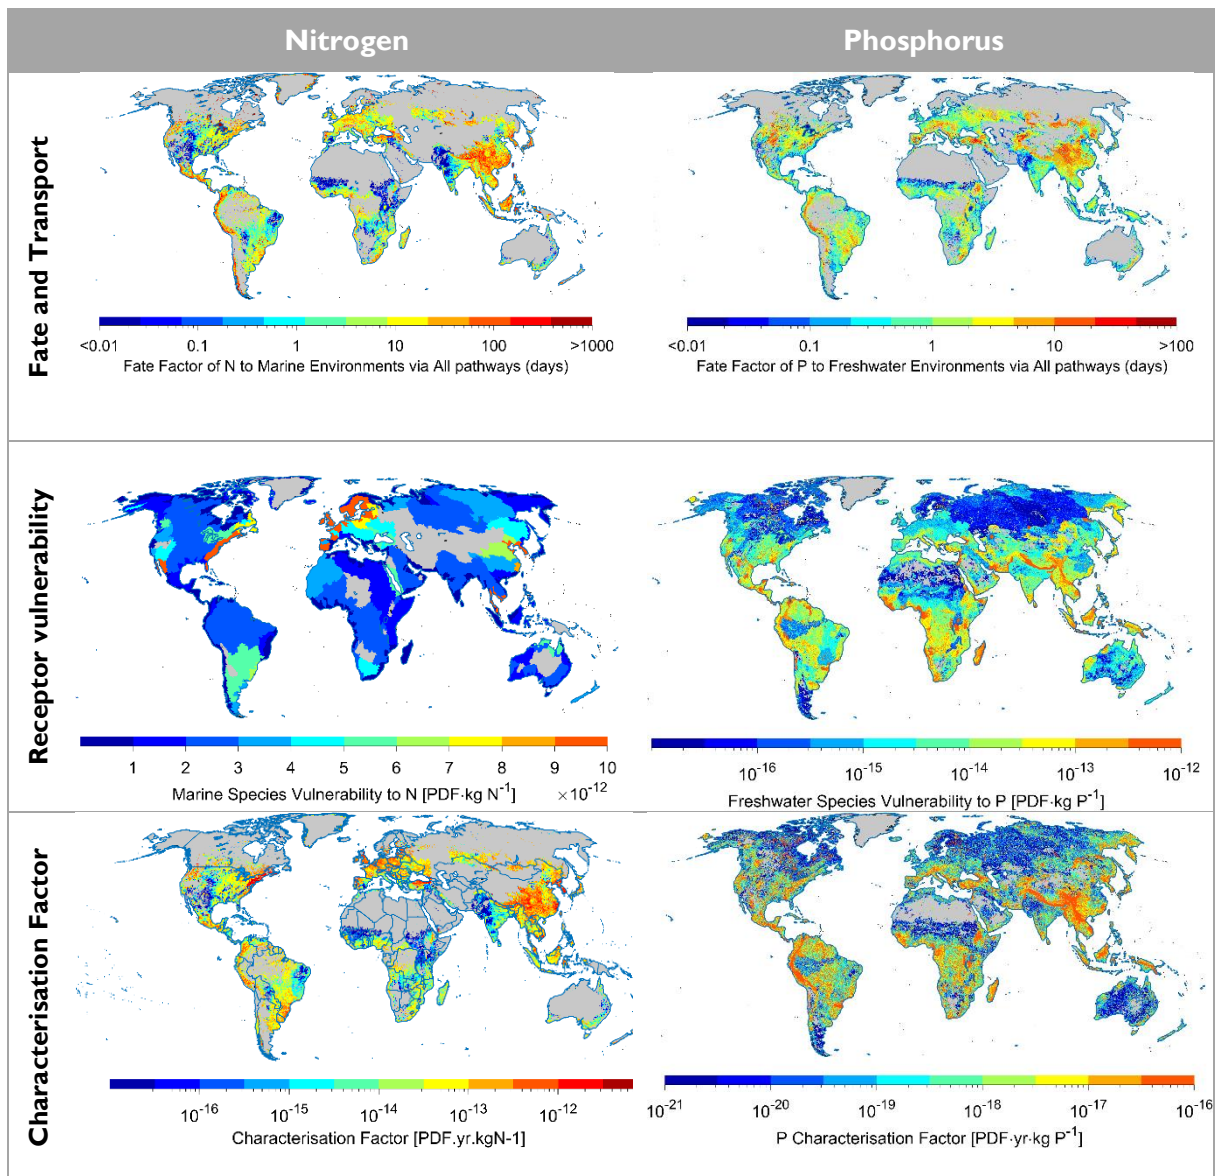 Nitrogen
Phosphorus
Fate and Transport
<0.01 0.1 1 10 100 >1000
Fate Factor of N to Marine Environments via All pathways (days)
<0.01 0.1 1 10 >100
Fate Factor of P to Freshwater Environments via All pathways (days)
Receptor vulnerability
1 2 3 4 5 6 7 8 9 10
Marine Species Vulnerability to N [PDF·kg N⁻¹] ×10⁻¹²
10⁻¹⁶ 10⁻¹⁵ 10⁻¹⁴ 10⁻¹³ 10⁻¹²
Freshwater Species Vulnerability to P [PDF·kg P⁻¹]
Characterisation Factor
10⁻¹⁶ 10⁻¹⁵ 10⁻¹⁴ 10⁻¹³ 10⁻¹²
Characterisation Factor [PDF.yr.kgN-1]
10⁻²¹ 10⁻²⁰ 10⁻¹⁹ 10⁻¹⁸ 10⁻¹⁷ 10⁻¹⁶
P Characterisation Factor [PDF·yr·kg P⁻¹]